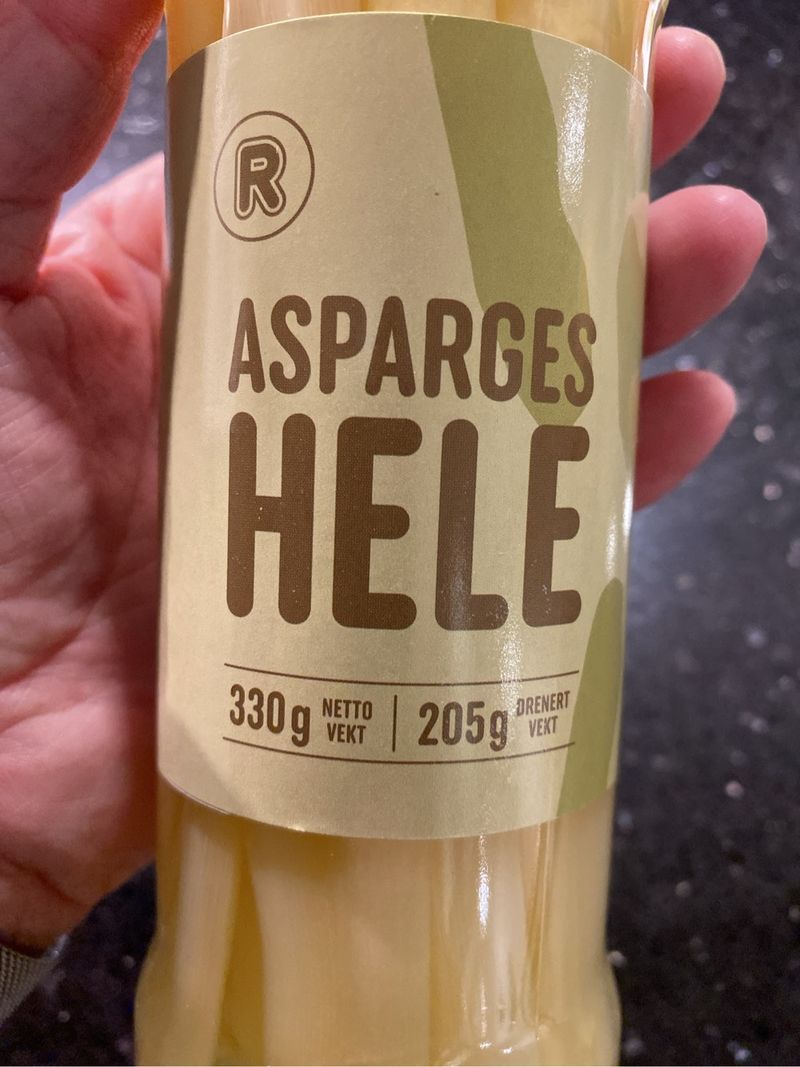 R
ASPARGES
HELE
330g NETTO VEKT | 205g DRENERT VEKT